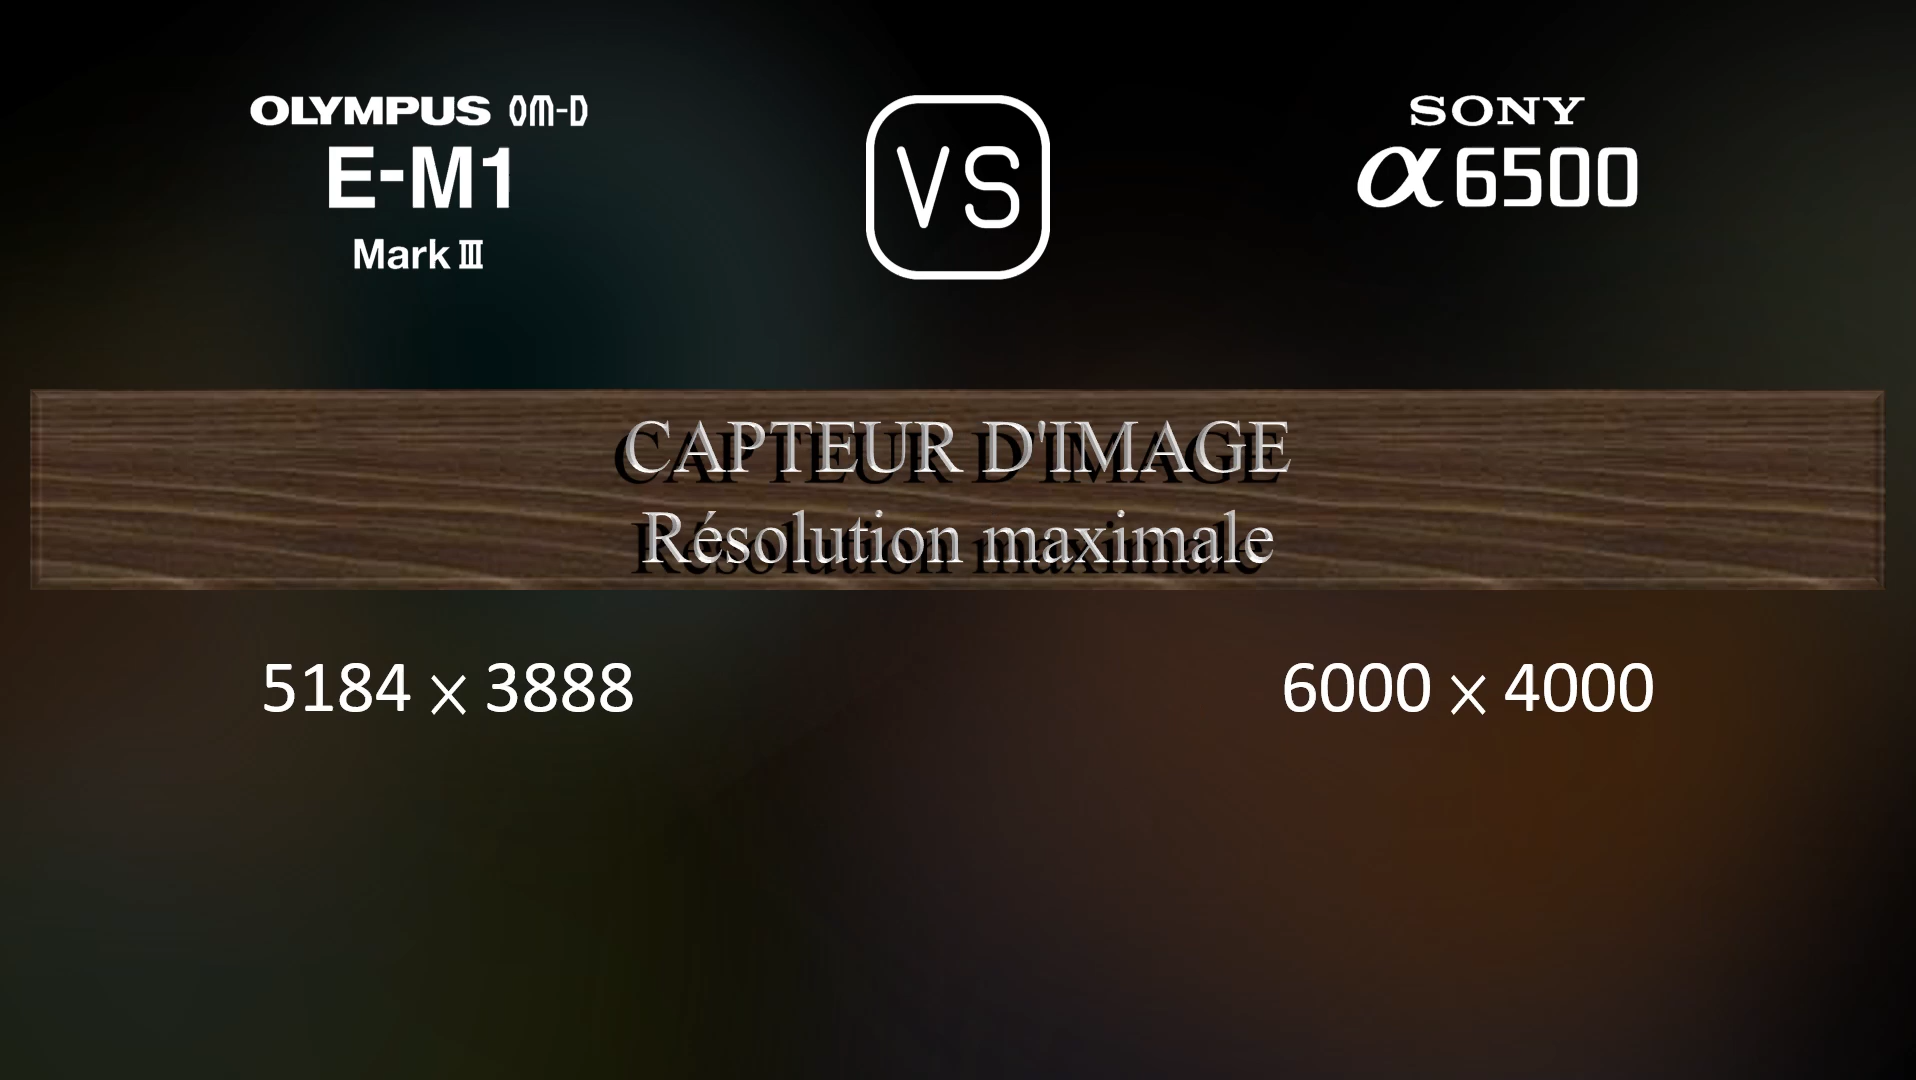 OLYMPUS OM-D
E-M1
Mark III
VS
SONY
α6500
CAPTEUR D'IMAGE
Résolution maximale
5184 x 3888
6000 x 4000